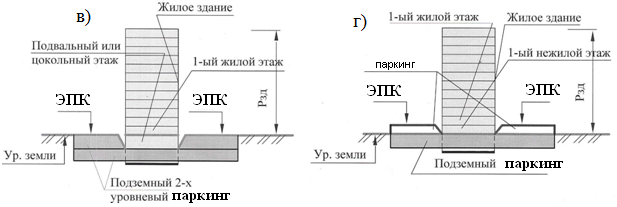 в)
Подвальный или
цокольный этаж
Жилое здание
1-ый жилой этаж
ЭПК
ЭПК
Рзд
Ур. земли
Подземный 2-х
уровневый паркинг
г)
1-ый жилой этаж
Жилое здание
1-ый нежилой этаж
паркинг
ЭПК
ЭПК
Рзд
Ур. земли
Подземный паркинг